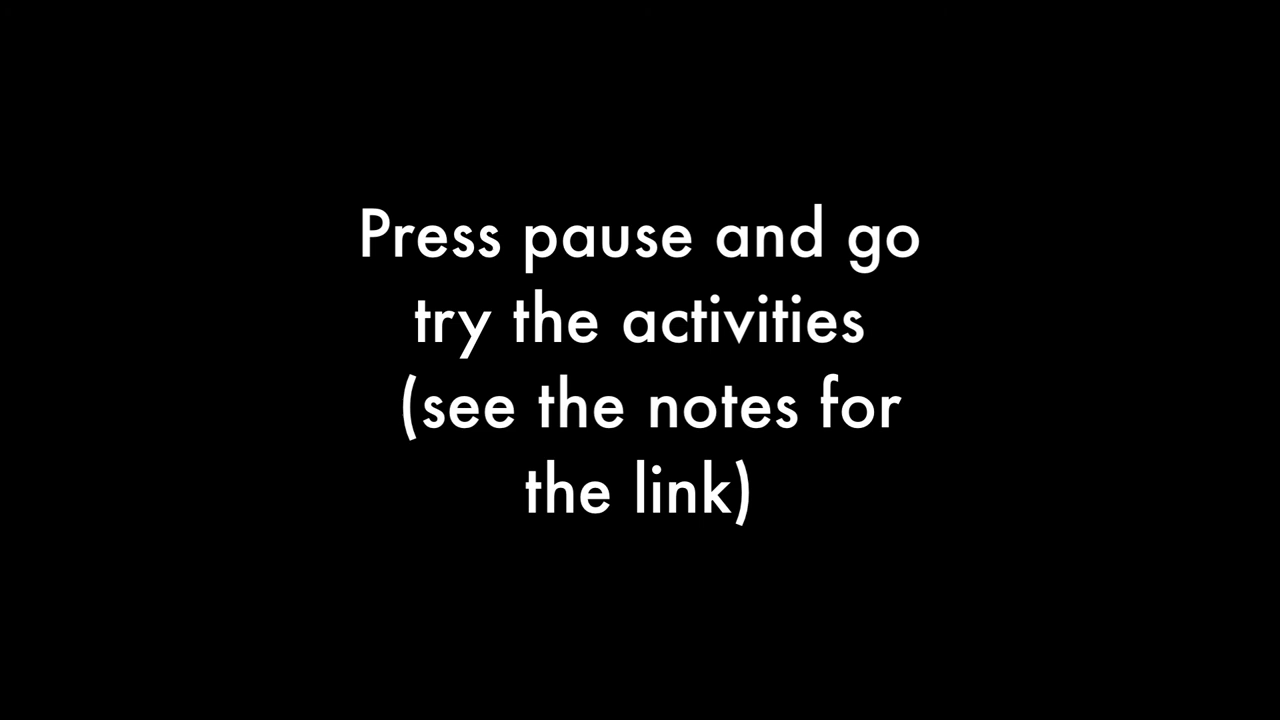 Press pause and go
try the activities
(see the notes for
the link)